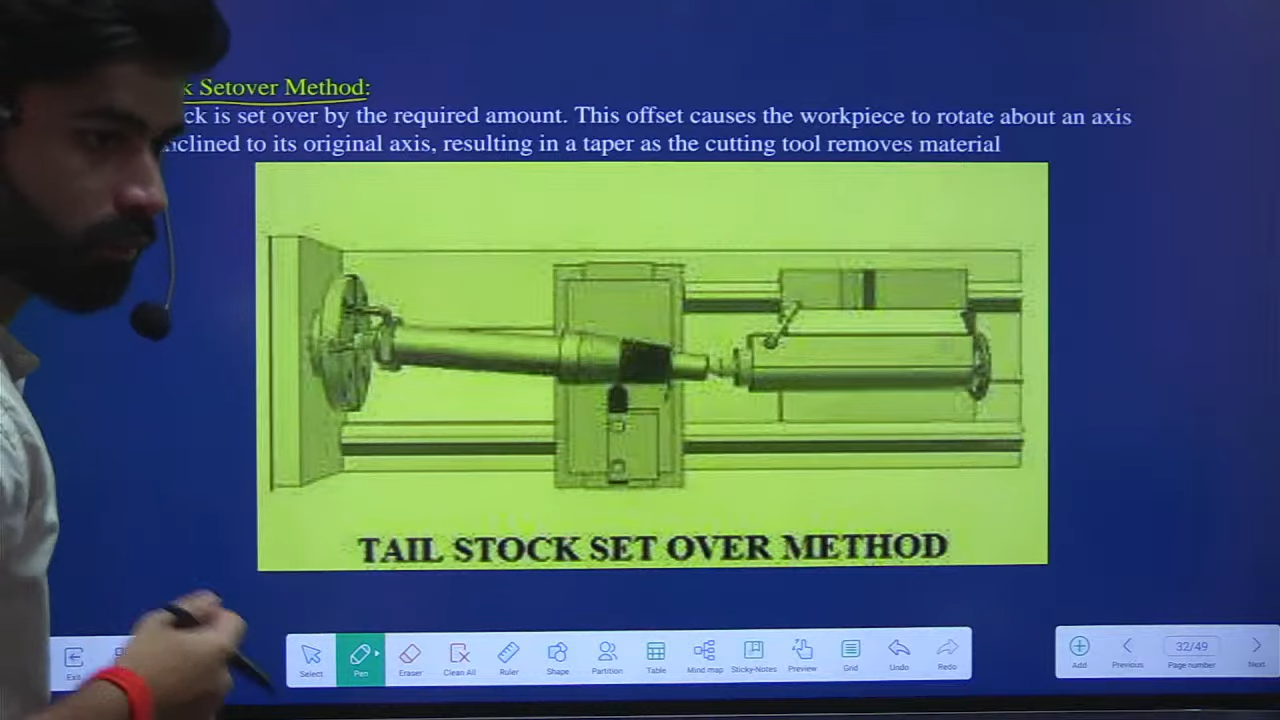 k Setover Method:
ck is set over by the required amount. This offset causes the workpiece to rotate about an axis
nclined to its original axis, resulting in a taper as the cutting tool removes material
TAIL STOCK SET OVER METHOD
Exit
Select
Pen
Eraser
Clean All
Ruler
Shape
Partition
Table
Mind map
Sticky-Notes
Preview
Grid
Undo
Redo
Add
Previous
32/49
Page number
Next